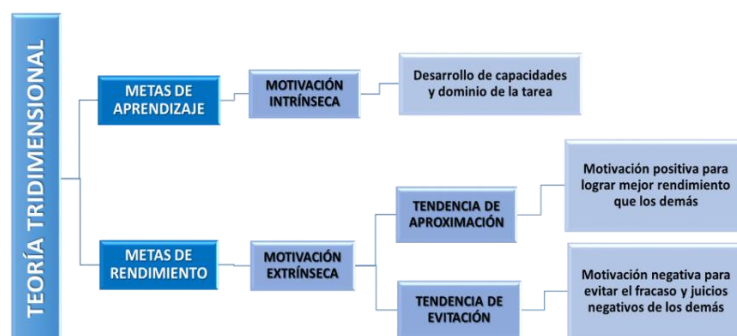 TEORÍA TRIDIMENSIONAL
METAS DE
APRENDIZAJE
MOTIVACIÓN
INTRÍNSECA
Desarrollo de capacidades
y dominio de la tarea
METAS DE
RENDIMIENTO
MOTIVACIÓN
EXTRÍNSECA
TENDENCIA DE
APROXIMACIÓN
Motivación positiva para
lograr mejor rendimiento
que los demás
TENDENCIA DE
EVITACIÓN
Motivación negativa para
evitar el fracaso y juicios
negativos de los demás